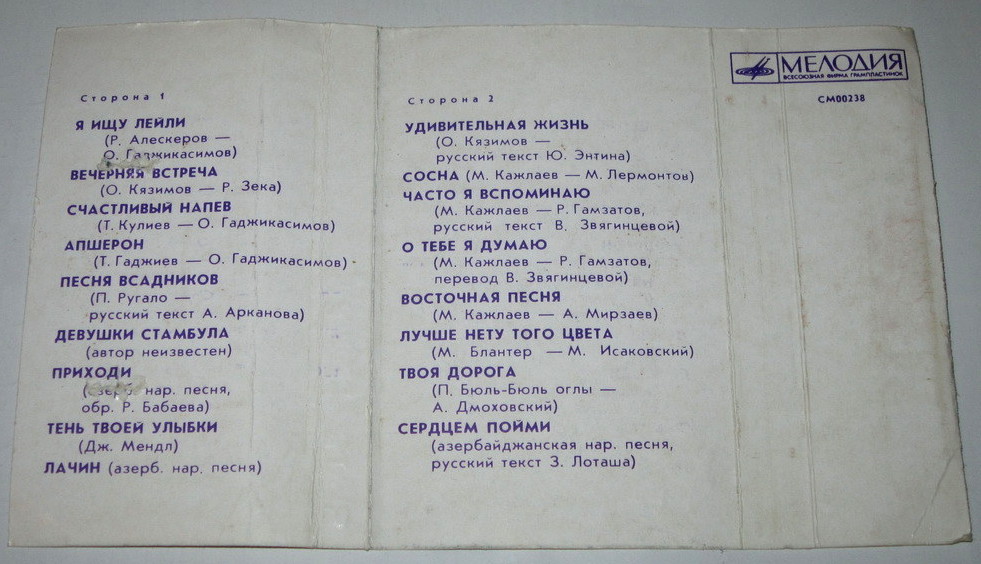 Сторона 1
Я ИЩУ ЛЕЙЛИ
(Р. Алескеров —
О. Гаджикасимов)
ВЕЧЕРНЯЯ ВСТРЕЧА
(О. Кязимов — Р. Зека)
СЧАСТЛИВЫЙ НАПЕВ
(Т. Кулиев — О. Гаджикасимов)
АПШЕРОН
(Т. Гаджиев — О. Гаджикасимов)
ПЕСНЯ ВСАДНИКОВ
(П. Ругало —
русский текст А. Арканова)
ДЕВУШКИ СТАМБУЛА
(автор неизвестен)
ПРИХОДИ
(азерб. нар. песня,
обр. Р. Бабаева)
ТЕНЬ ТВОЕЙ УЛЫБКИ
(Дж. Мендл)
ЛАЧИН (азерб. нар. песня)
Сторона 2
УДИВИТЕЛЬНАЯ ЖИЗНЬ
(О. Кязимов —
русский текст Ю. Энтина)
СОСНА (М. Кажлаев — М. Лермонтов)
ЧАСТО Я ВСПОМИНАЮ
(М. Кажлаев — Р. Гамзатов,
русский текст В. Звягинцевой)
О ТЕБЕ Я ДУМАЮ
(М. Кажлаев — Р. Гамзатов,
перевод В. Звягинцевой)
ВОСТОЧНАЯ ПЕСНЯ
(М. Кажлаев — А. Мирзаев)
ЛУЧШЕ НЕТУ ТОГО ЦВЕТА
(М. Блантер — М. Исаковский)
ТВОЯ ДОРОГА
(П. Бюль-Бюль оглы —
А. Дмоховский)
СЕРДЦЕМ ПОЙМИ
(азербайджанская нар. песня,
русский текст З. Лоташа)
МЕЛОДИЯ
ВСЕСОЮЗНАЯ ФИРМА ГРАМПЛАСТИНОК
СМ00238